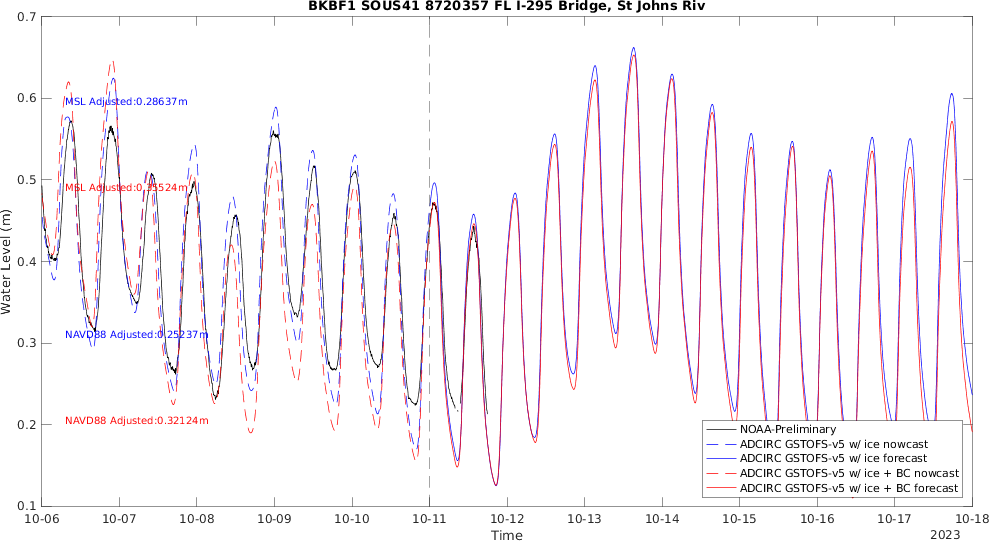 BKBF1 SOUS41 8720357 FL I-295 Bridge, St Johns Riv
0.7
0.6
0.5
0.4
0.3
0.2
0.1
Water Level (m)
MSL Adjusted:0.28637m
MSL Adjusted:0.35524m
NAVD88 Adjusted:0.25237m
NAVD88 Adjusted:0.32124m
NOAA-Preliminary
ADCIRC GSTOFS-v5 w/ ice nowcast
ADCIRC GSTOFS-v5 w/ ice forecast
ADCIRC GSTOFS-v5 w/ ice + BC nowcast
ADCIRC GSTOFS-v5 w/ ice + BC forecast
10-06 10-07 10-08 10-09 10-10 10-11 10-12 10-13 10-14 10-15 10-16 10-17 10-18
Time
2023